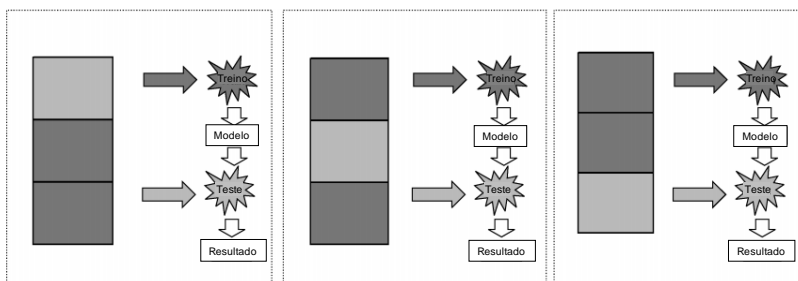 Treino
Modelo
Teste
Resultado
Treino
Modelo
Teste
Resultado
Treino
Modelo
Teste
Resultado